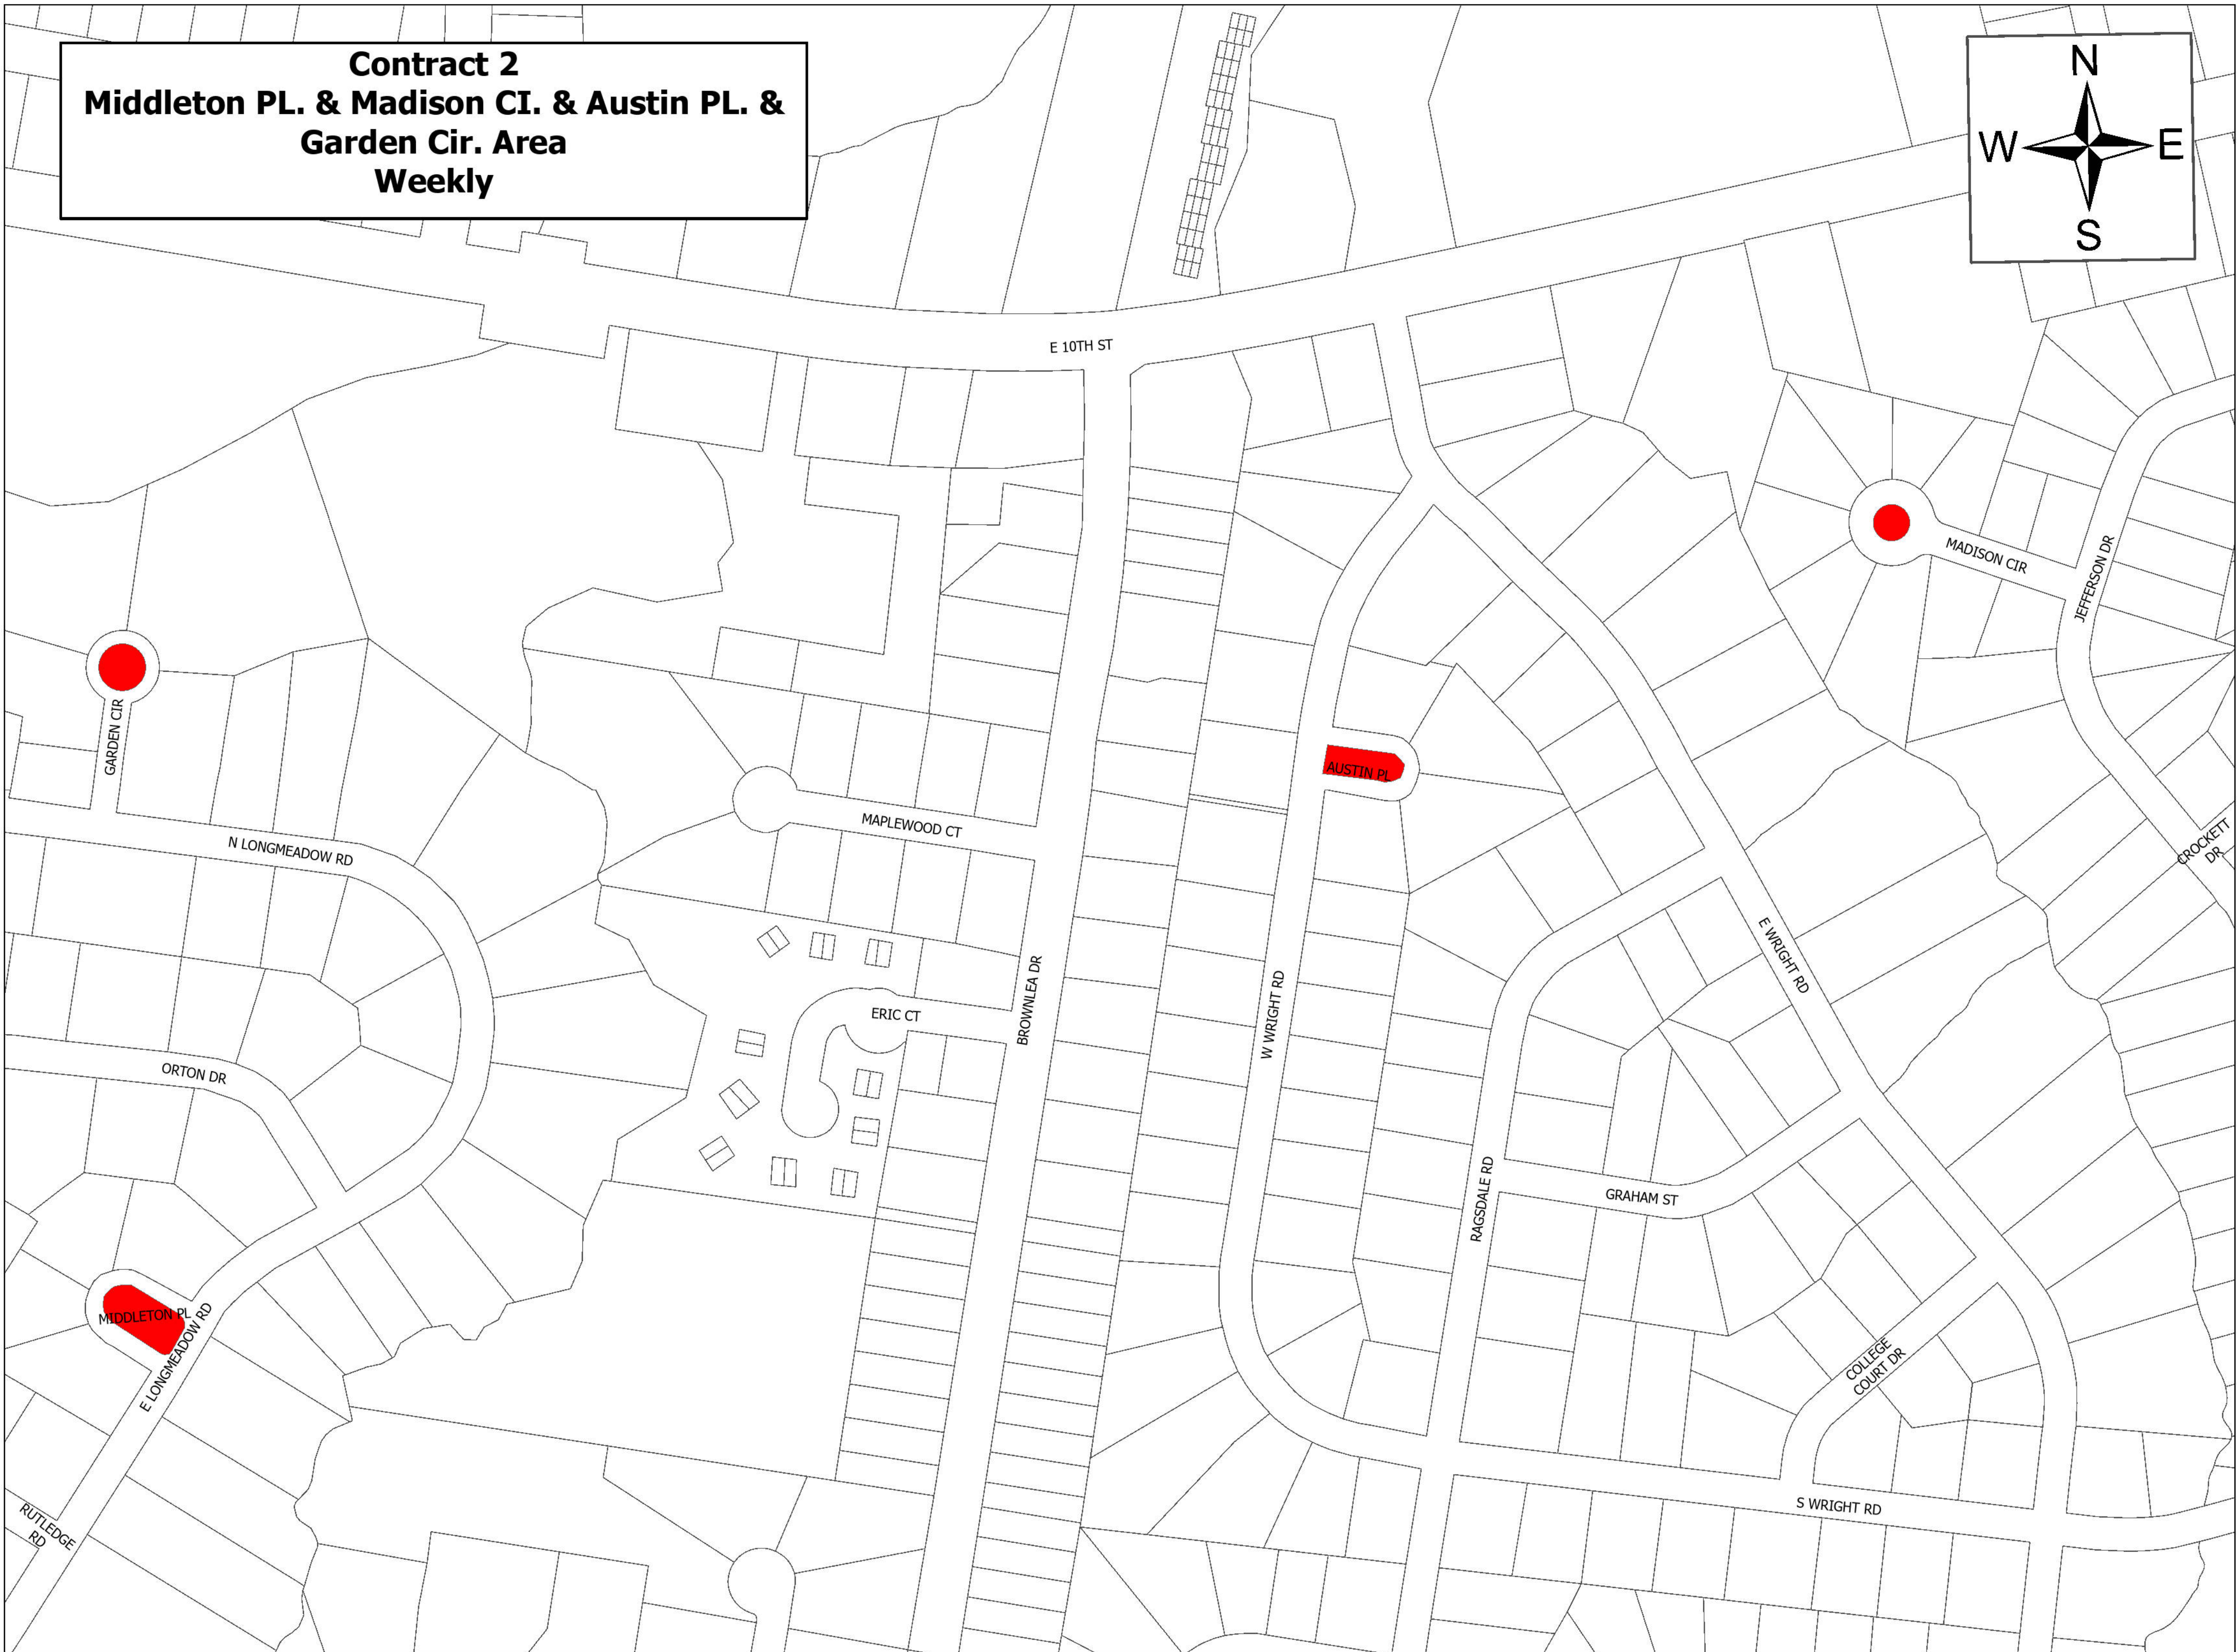 Contract 2
Middleton PL. & Madison CI. & Austin PL. &
Garden Cir. Area
Weekly
N
W E
S
E 10TH ST
MADISON CIR
JEFFERSON DR
GARDEN CIR
AUSTIN PL
MAPLEWOOD CT
N LONGMEADOW RD
CROCKETT
DR
E WRIGHT RD
BROWNLEA DR
W WRIGHT RD
ERIC CT
ORTON DR
RAGSDALE RD
GRAHAM ST
MIDDLETON PL
E LONGMEADOW RD
COLLEGE
COURT DR
S WRIGHT RD
RUTLEDGE
RD